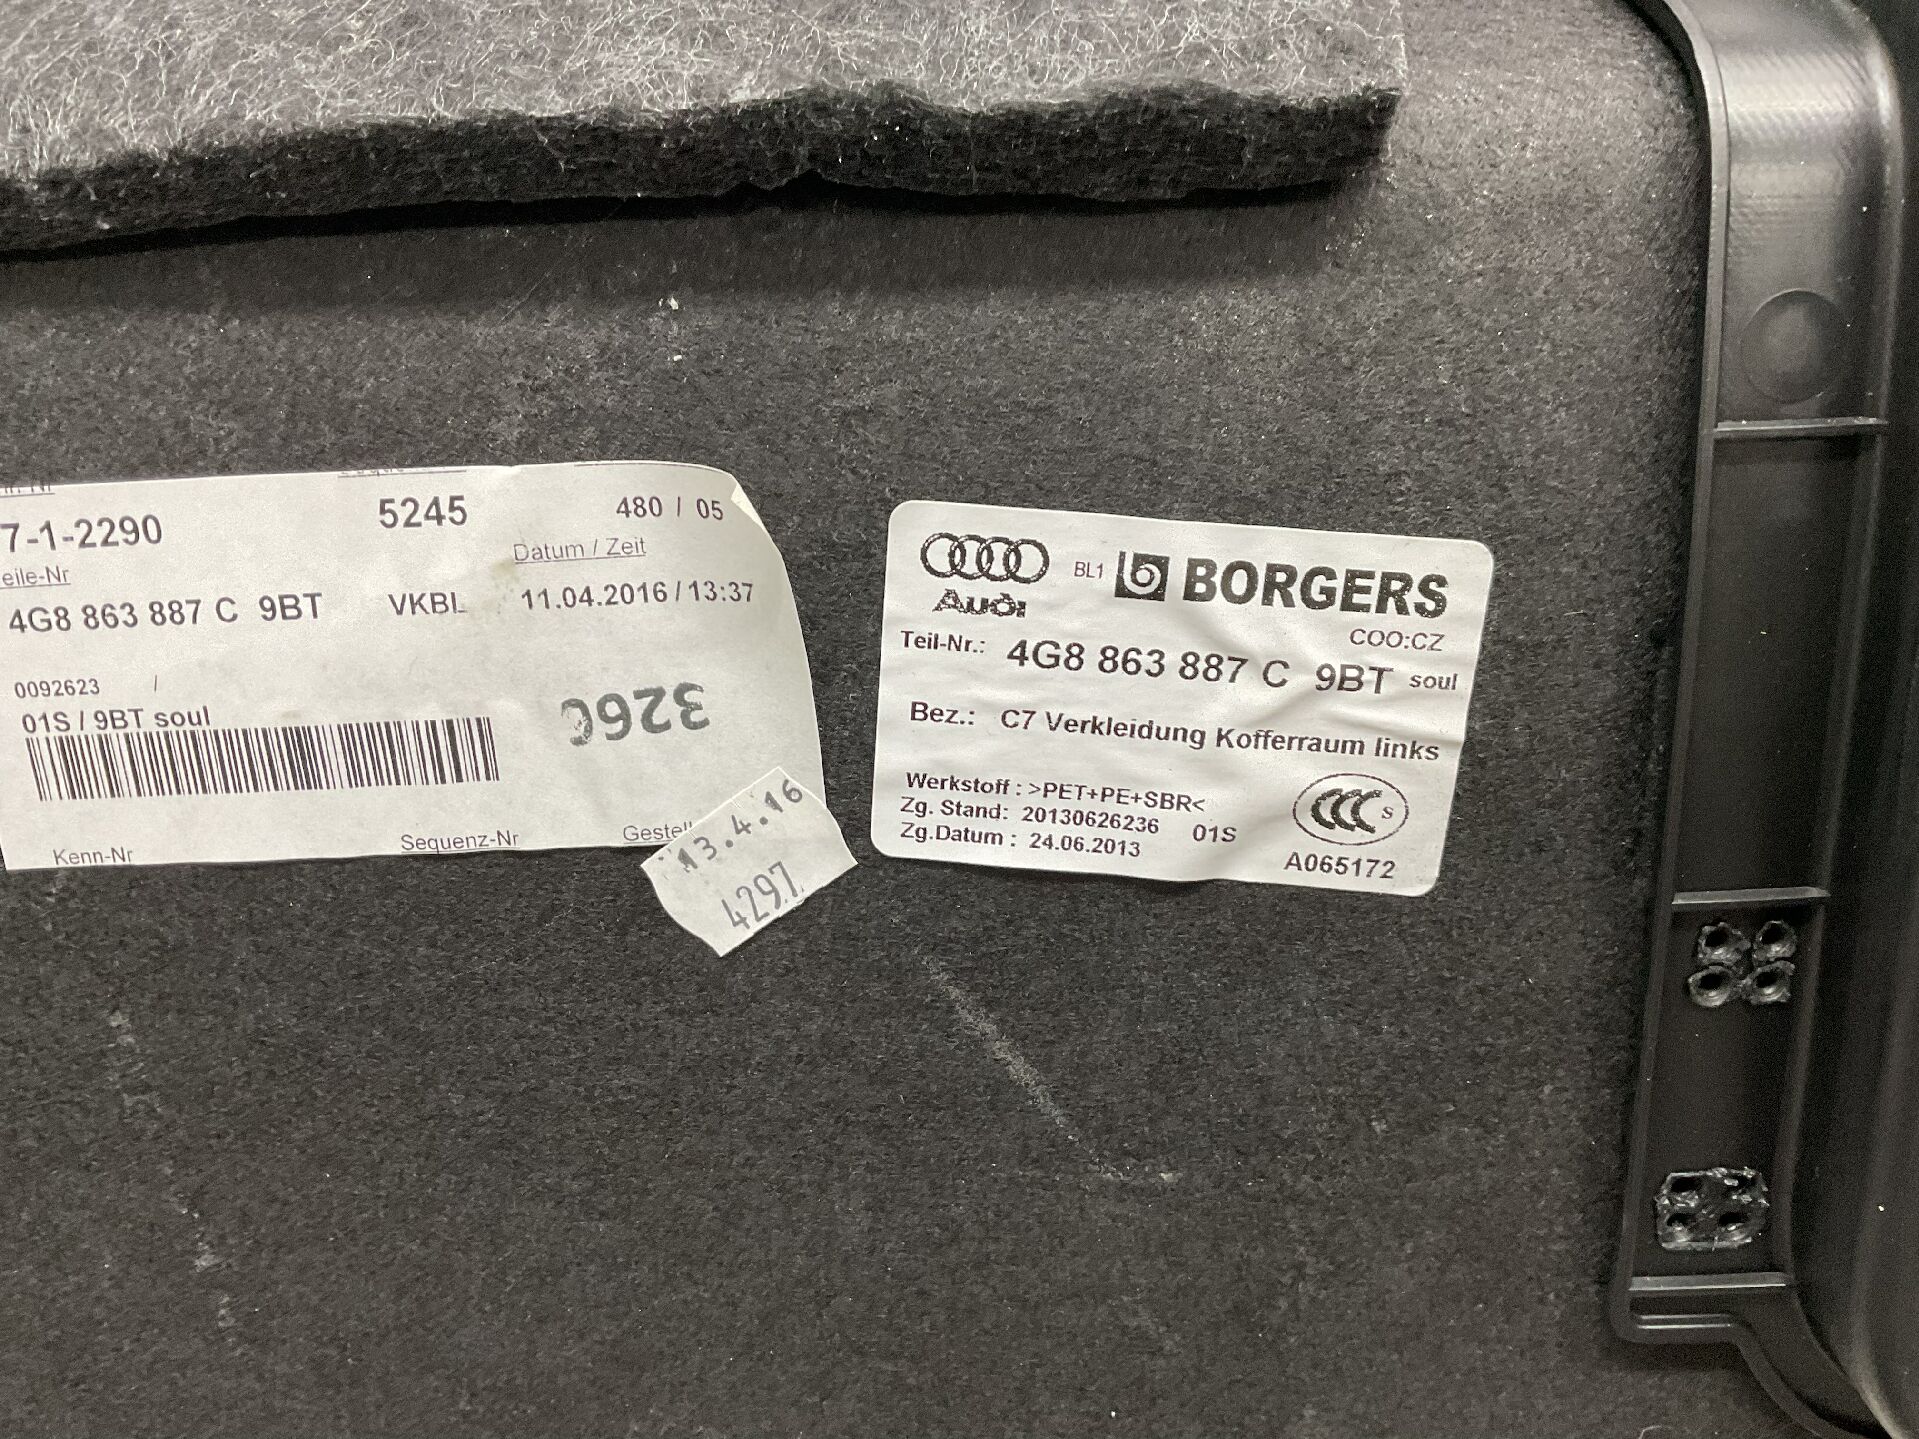 7-1-2290 5245 480 / 05
Datum / Zeit
eile-Nr
4G8 863 887 C 9BT VKBL 11.04.2016 / 13:37
0092623 /
01S / 9BT soul
326
Kenn-Nr Sequenz-Nr Gestell
13.4.16
4297
Audi BL1 BORGERS
COO:CZ
Teil-Nr.: 4G8 863 887 C 9BT soul
Bez.: C7 Verkleidung Kofferraum links
Werkstoff : >PET+PE+SBR<
Zg. Stand: 20130626236 01S
Zg.Datum : 24.06.2013
CCC S
A065172